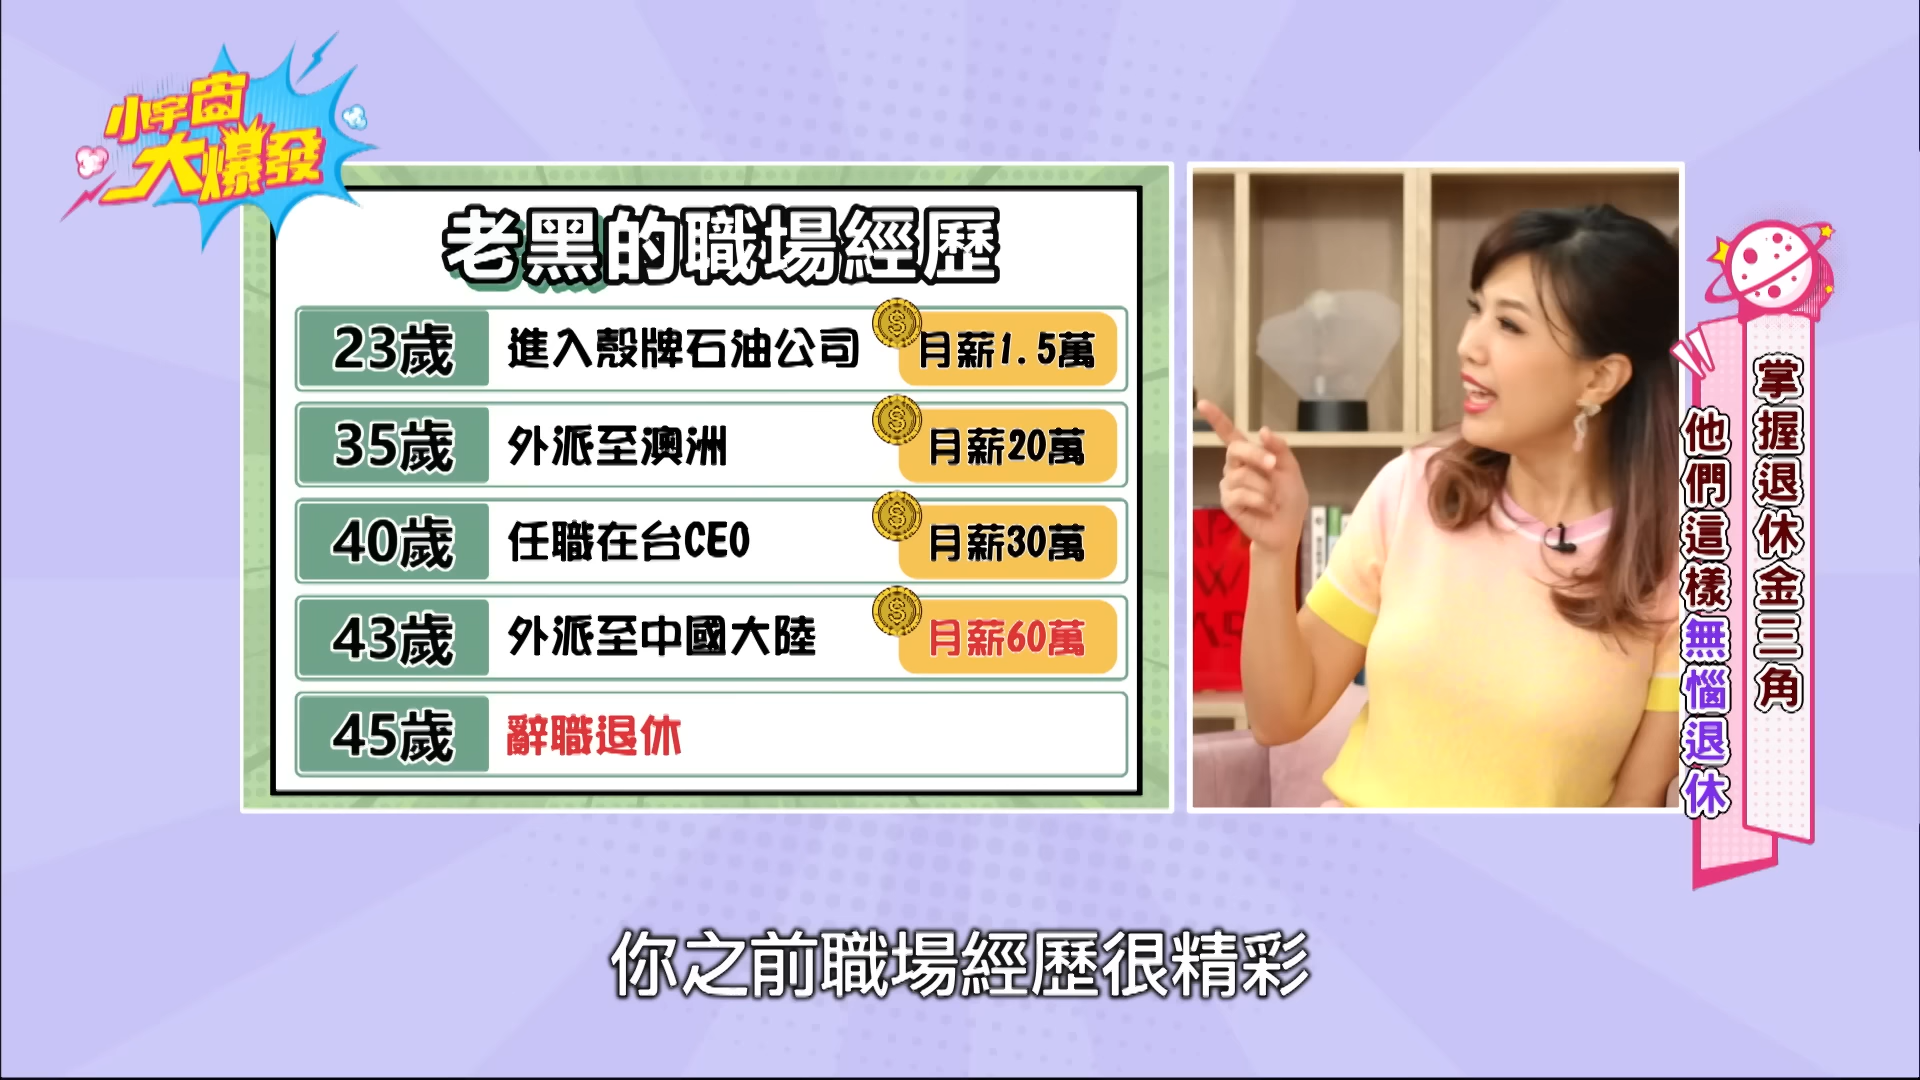 小宇宙
大爆發
老黑的職場經歷
23歲 進入殼牌石油公司 月薪1.5萬
35歲 外派至澳洲 月薪20萬
40歲 任職在台CEO 月薪30萬
43歲 外派至中國大陸 月薪60萬
45歲 辭職退休
掌握退休金三角
他們這樣無惱退休
你之前職場經歷很精彩